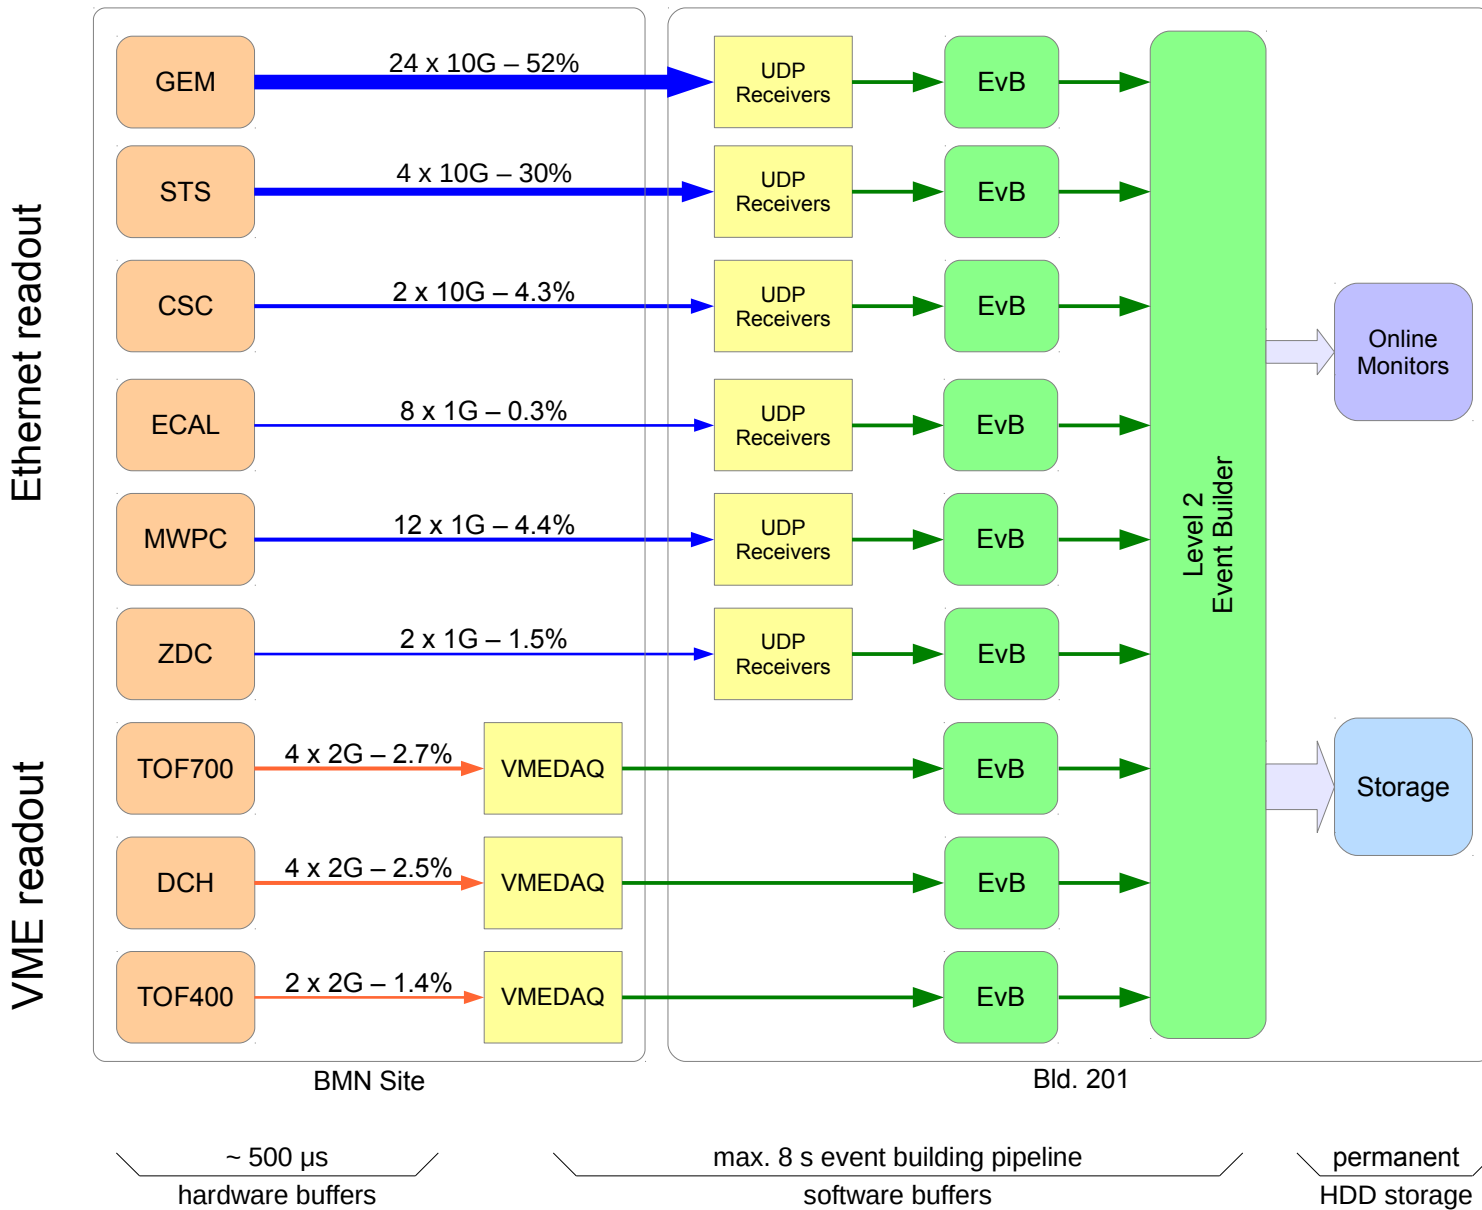 Ethernet readout
VME readout
GEM
24 x 10G – 52%
UDP
Receivers
EvB
STS
4 x 10G – 30%
UDP
Receivers
EvB
CSC
2 x 10G – 4.3%
UDP
Receivers
EvB
ECAL
8 x 1G – 0.3%
UDP
Receivers
EvB
MWPC
12 x 1G – 4.4%
UDP
Receivers
EvB
ZDC
2 x 1G – 1.5%
UDP
Receivers
EvB
TOF700
4 x 2G – 2.7%
VMEDAQ
EvB
DCH
4 x 2G – 2.5%
VMEDAQ
EvB
TOF400
2 x 2G – 1.4%
VMEDAQ
EvB
Level 2
Event Builder
Online
Monitors
Storage
BMN Site
Bld. 201
~ 500 μs
hardware buffers
max. 8 s event building pipeline
software buffers
permanent
HDD storage